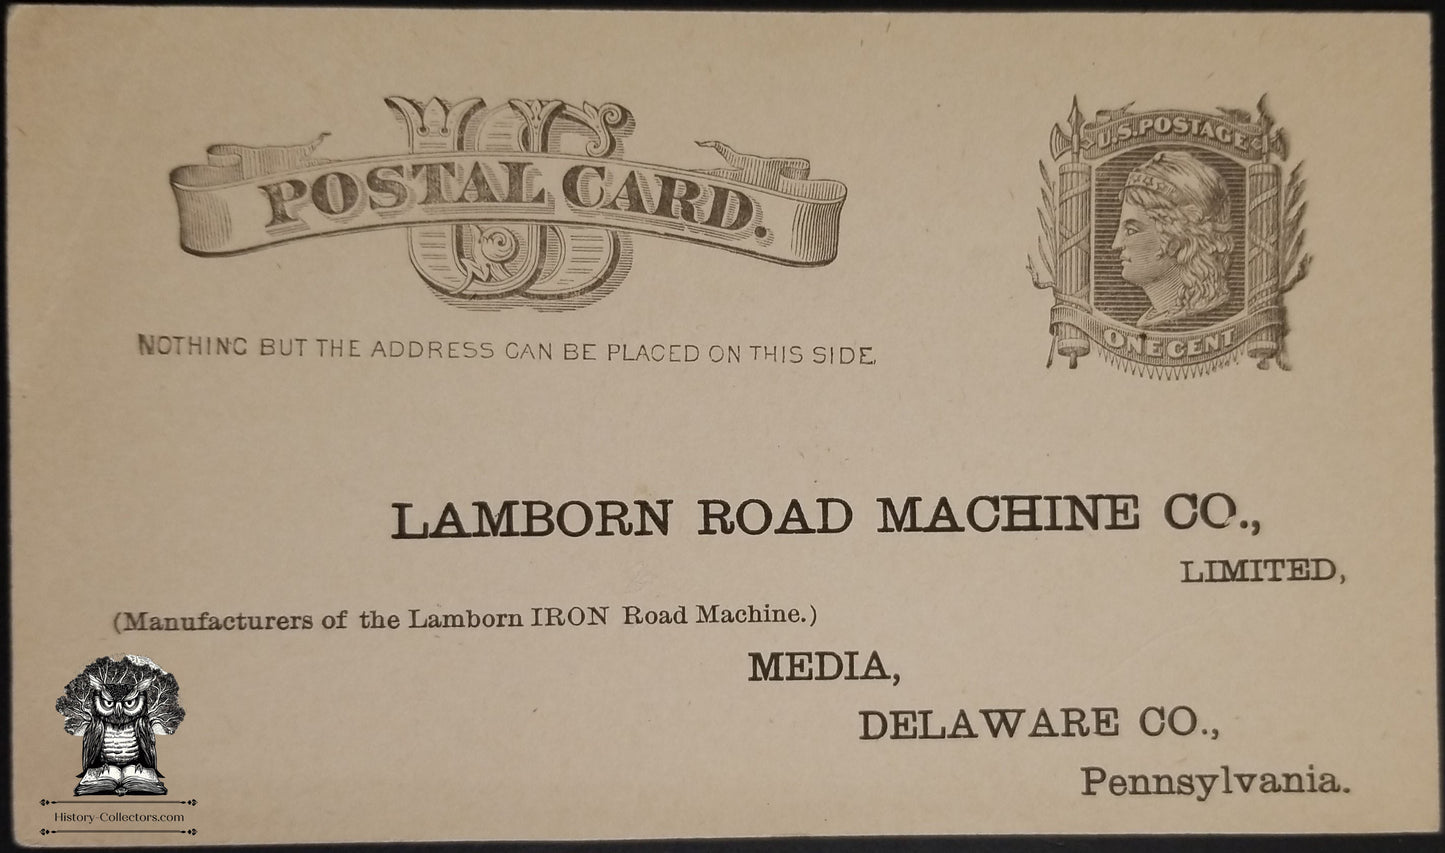 US
POSTAL CARD.
U.S. POSTAGE
ONE CENT
NOTHING BUT THE ADDRESS CAN BE PLACED ON THIS SIDE.
LAMBORN ROAD MACHINE CO.,
LIMITED,
(Manufacturers of the Lamborn IRON Road Machine.)
MEDIA,
DELAWARE CO.,
Pennsylvania.
History-Collectors.com